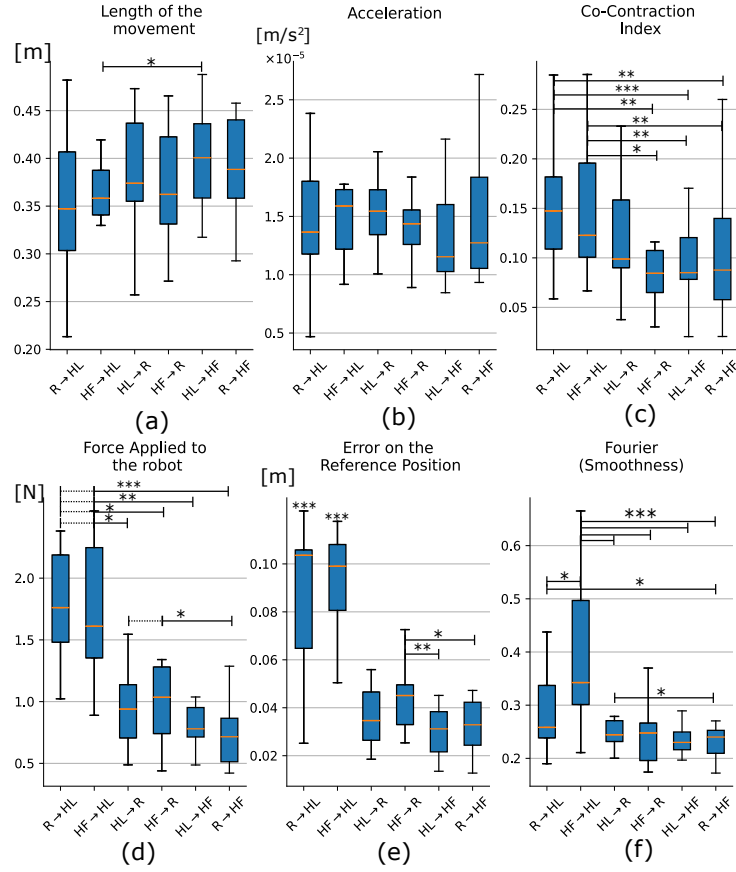 Length of the
movement
Acceleration
Co-Contraction
Index
[m]
[m/s²]
×10⁻⁵
*
**
***
**
**
**
*
0.45
0.40
0.35
0.30
0.25
0.20
2.5
2.0
1.5
1.0
0.5
0.25
0.20
0.15
0.10
0.05
R→HL
HF→HL
HL→R
HF→R
HL→HF
R→HF
R→HL
HF→HL
HL→R
HF→R
HL→HF
R→HF
R→HL
HF→HL
HL→R
HF→R
HL→HF
R→HF
(a)
(b)
(c)
Force Applied to
the robot
Error on the
Reference Position
Fourier
(Smoothness)
[N]
[m]
***
**
*
*
*
***
***
*
**
***
*
*
*
2.0
1.5
1.0
0.5
0.10
0.08
0.06
0.04
0.02
0.6
0.5
0.4
0.3
0.2
R→HL
HF→HL
HL→R
HF→R
HL→HF
R→HF
R→HL
HF→HL
HL→R
HF→R
HL→HF
R→HF
R→HL
HF→HL
HL→R
HF→R
HL→HF
R→HF
(d)
(e)
(f)